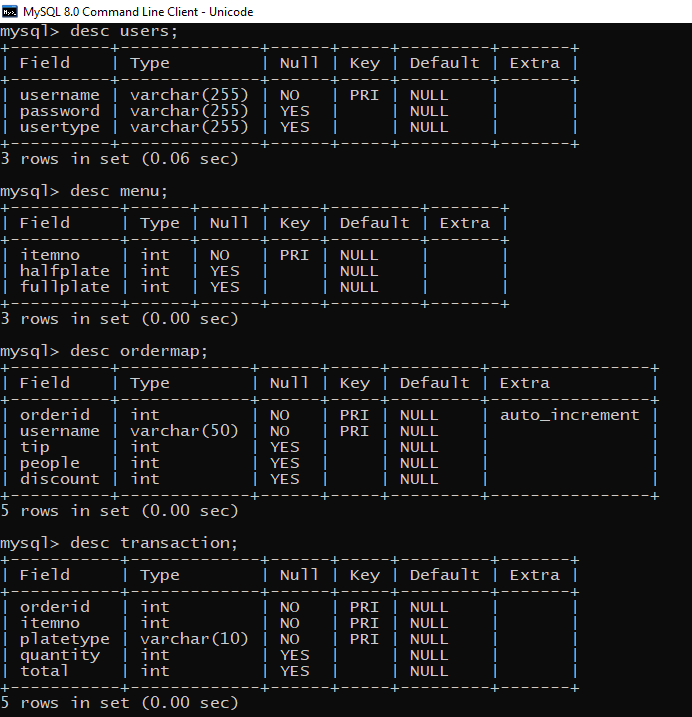 MySQL 8.0 Command Line Client - Unicode
mysql> desc users;
+----------+--------------+------+-----+---------+-------+
| Field    | Type         | Null | Key | Default | Extra |
+----------+--------------+------+-----+---------+-------+
| username | varchar(255) | NO   | PRI | NULL    |       |
| password | varchar(255) | YES  |     | NULL    |       |
| usertype | varchar(255) | YES  |     | NULL    |       |
+----------+--------------+------+-----+---------+-------+
3 rows in set (0.06 sec)
mysql> desc menu;
+-----------+------+------+-----+---------+-------+
| Field     | Type | Null | Key | Default | Extra |
+-----------+------+------+-----+---------+-------+
| itemno    | int  | NO   | PRI | NULL    |       |
| halfplate | int  | YES  |     | NULL    |       |
| fullplate | int  | YES  |     | NULL    |       |
+-----------+------+------+-----+---------+-------+
3 rows in set (0.00 sec)
mysql> desc ordermap;
+----------+-------------+------+-----+---------+----------------+
| Field    | Type        | Null | Key | Default | Extra          |
+----------+-------------+------+-----+---------+----------------+
| orderid  | int         | NO   | PRI | NULL    | auto_increment |
| username | varchar(50) | NO   | PRI | NULL    |                |
| tip      | int         | YES  |     | NULL    |                |
| people   | int         | YES  |     | NULL    |                |
| discount | int         | YES  |     | NULL    |                |
+----------+-------------+------+-----+---------+----------------+
5 rows in set (0.00 sec)
mysql> desc transaction;
+-----------+-------------+------+-----+---------+-------+
| Field     | Type        | Null | Key | Default | Extra |
+-----------+-------------+------+-----+---------+-------+
| orderid   | int         | NO   | PRI | NULL    |       |
| itemno    | int         | NO   | PRI | NULL    |       |
| platetype | varchar(10) | NO   | PRI | NULL    |       |
| quantity  | int         | YES  |     | NULL    |       |
| total     | int         | YES  |     | NULL    |       |
+-----------+-------------+------+-----+---------+-------+
5 rows in set (0.00 sec)